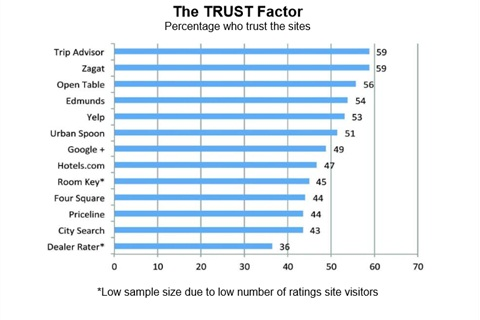 The TRUST Factor
Percentage who trust the sites
Trip Advisor 59
Zagat 59
Open Table 56
Edmunds 54
Yelp 53
Urban Spoon 51
Google + 49
Hotels.com 47
Room Key* 45
Four Square 44
Priceline 44
City Search 43
Dealer Rater* 36
0 10 20 30 40 50 60 70
*Low sample size due to low number of ratings site visitors